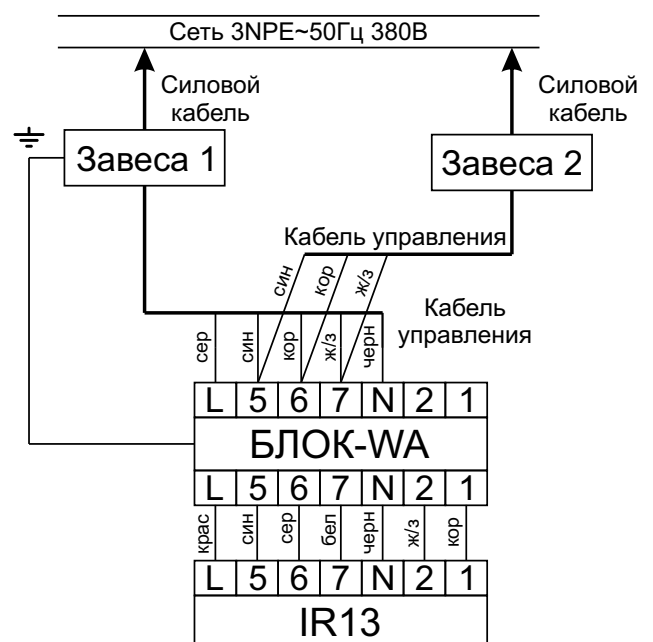 Сеть 3NPE~50Гц 380В
Силовой
кабель
Силовой
кабель
Завеса 1
Завеса 2
Кабель управления
син
кор
ж/з
Кабель
управления
сер
син
кор
ж/з
черн
L 5 6 7 N 2 1
БЛОК-WA
L 5 6 7 N 2 1
крас
син
сер
бел
черн
ж/з
кор
L 5 6 7 N 2 1
IR13